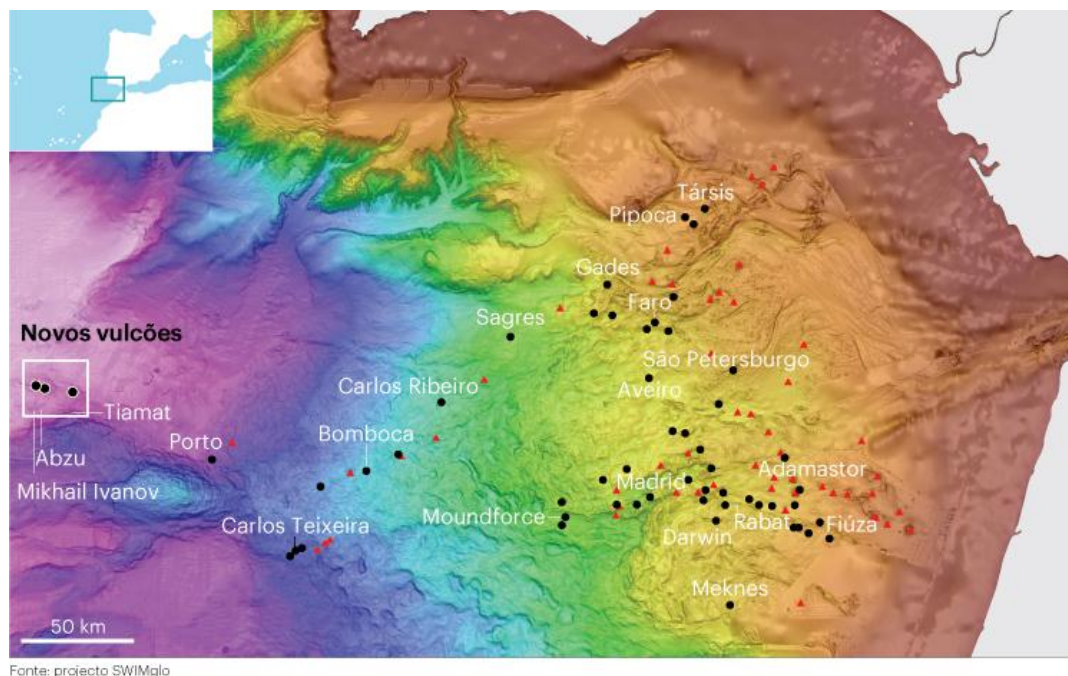 Társis
Pipoca
Gades
Faro
Sagres
Novos vulcões
São Petersburgo
Carlos Ribeiro
Aveiro
Tiamat
Porto
Bomboca
Abzu
Adamastor
Madrid
Mikhail Ivanov
Moundforce
Carlos Teixeira
Rabat
Fiúza
Darwin
Meknes
50 km
Fonte: projecto SWIMglo